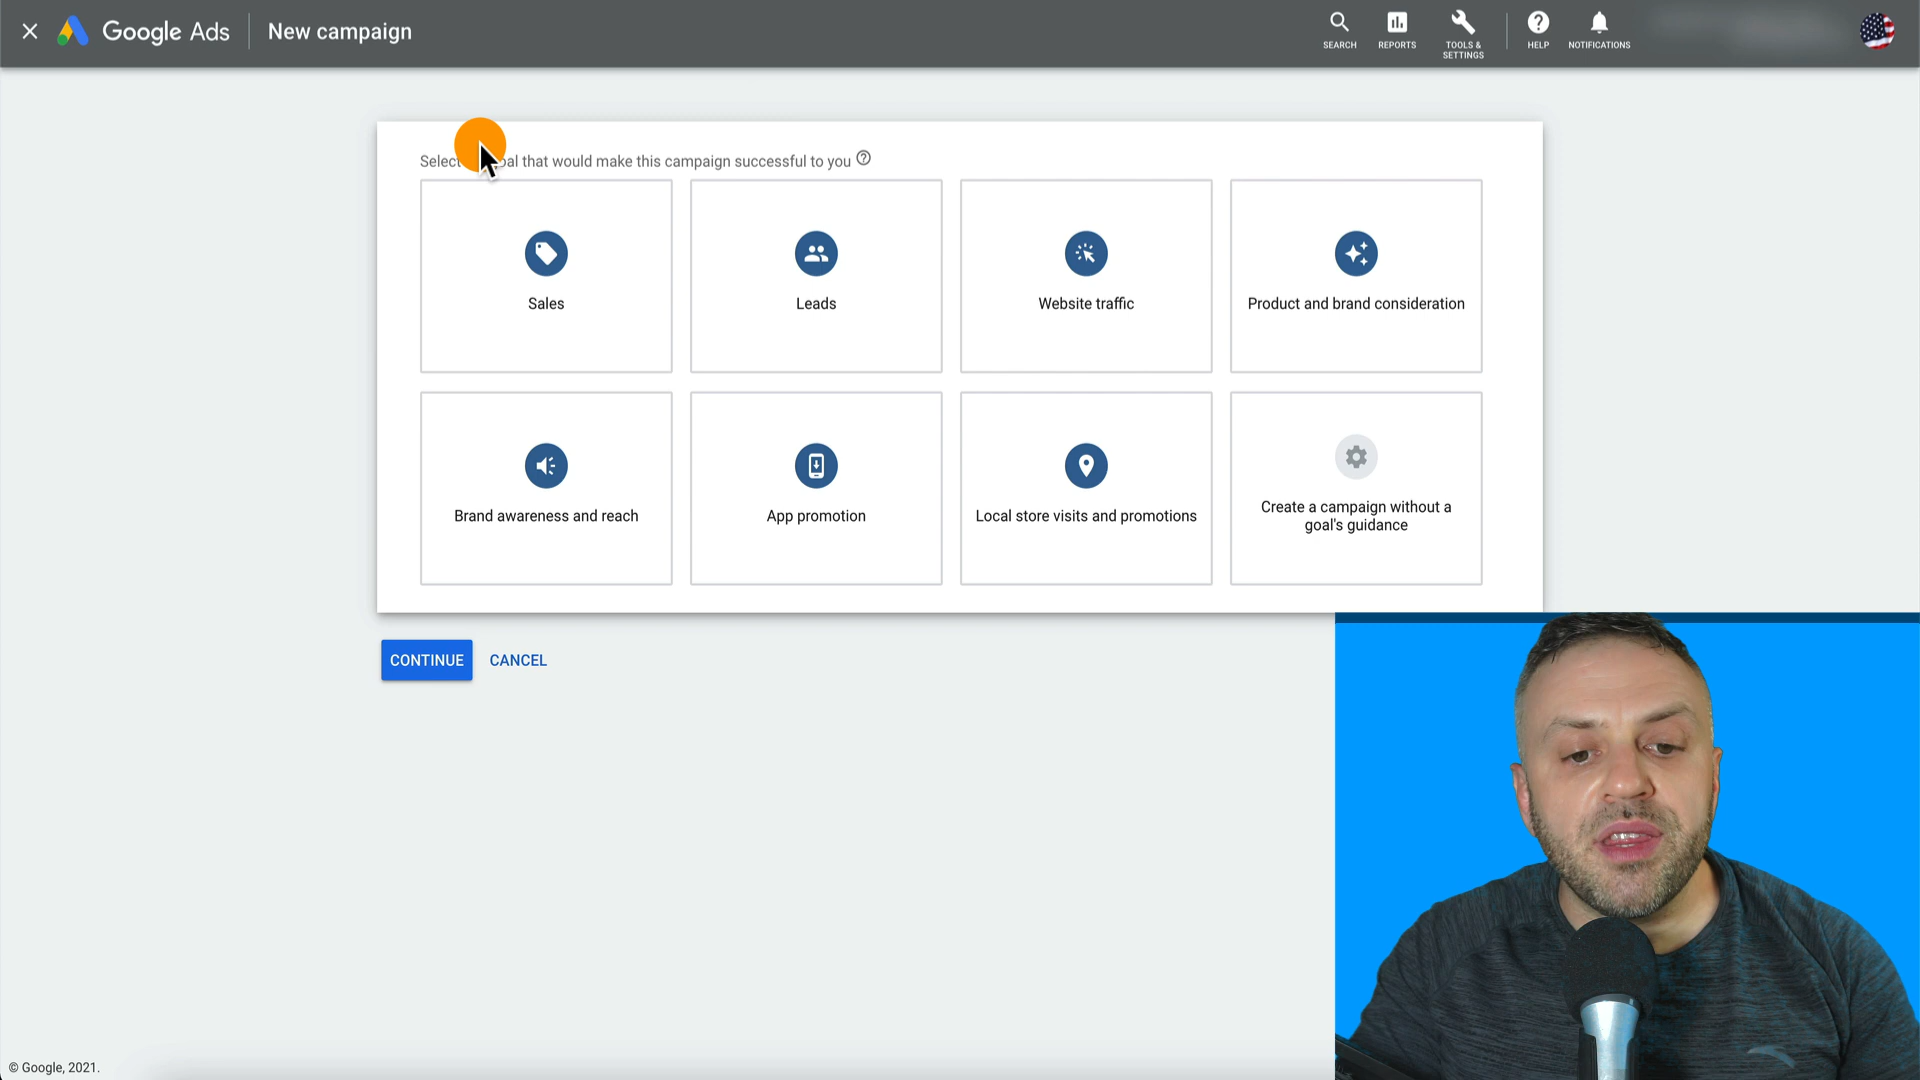 Google Ads
New campaign
SEARCH
REPORTS
TOOLS &
SETTINGS
HELP
NOTIFICATIONS
Select al that would make this campaign successful to you
Sales
Leads
Website traffic
Product and brand consideration
Brand awareness and reach
App promotion
Local store visits and promotions
Create a campaign without a
goal's guidance
CONTINUE
CANCEL
© Google, 2021.